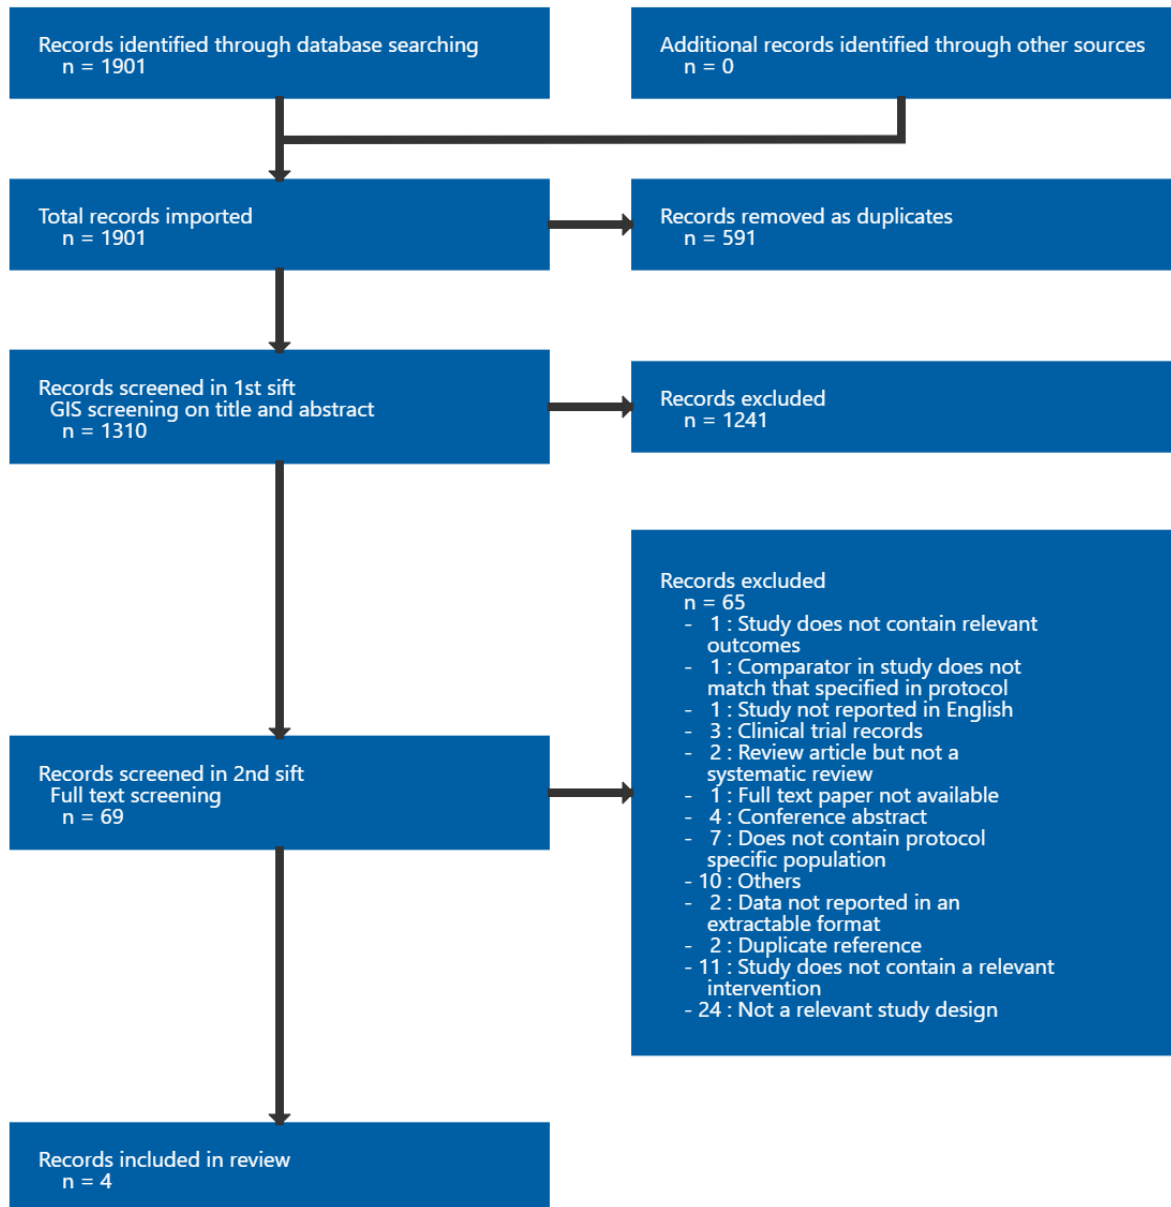 Records identified through database searching
n = 1901
Additional records identified through other sources
n = 0
Total records imported
n = 1901
Records removed as duplicates
n = 591
Records screened in 1st sift
GIS screening on title and abstract
n = 1310
Records excluded
n = 1241
Records screened in 2nd sift
Full text screening
n = 69
Records excluded
n = 65
- 1 : Study does not contain relevant
outcomes
- 1 : Comparator in study does not
match that specified in protocol
- 1 : Study not reported in English
- 3 : Clinical trial records
- 2 : Review article but not a
systematic review
- 1 : Full text paper not available
- 4 : Conference abstract
- 7 : Does not contain protocol
specific population
- 10 : Others
- 2 : Data not reported in an
extractable format
- 2 : Duplicate reference
- 11 : Study does not contain a relevant
intervention
- 24 : Not a relevant study design
Records included in review
n = 4